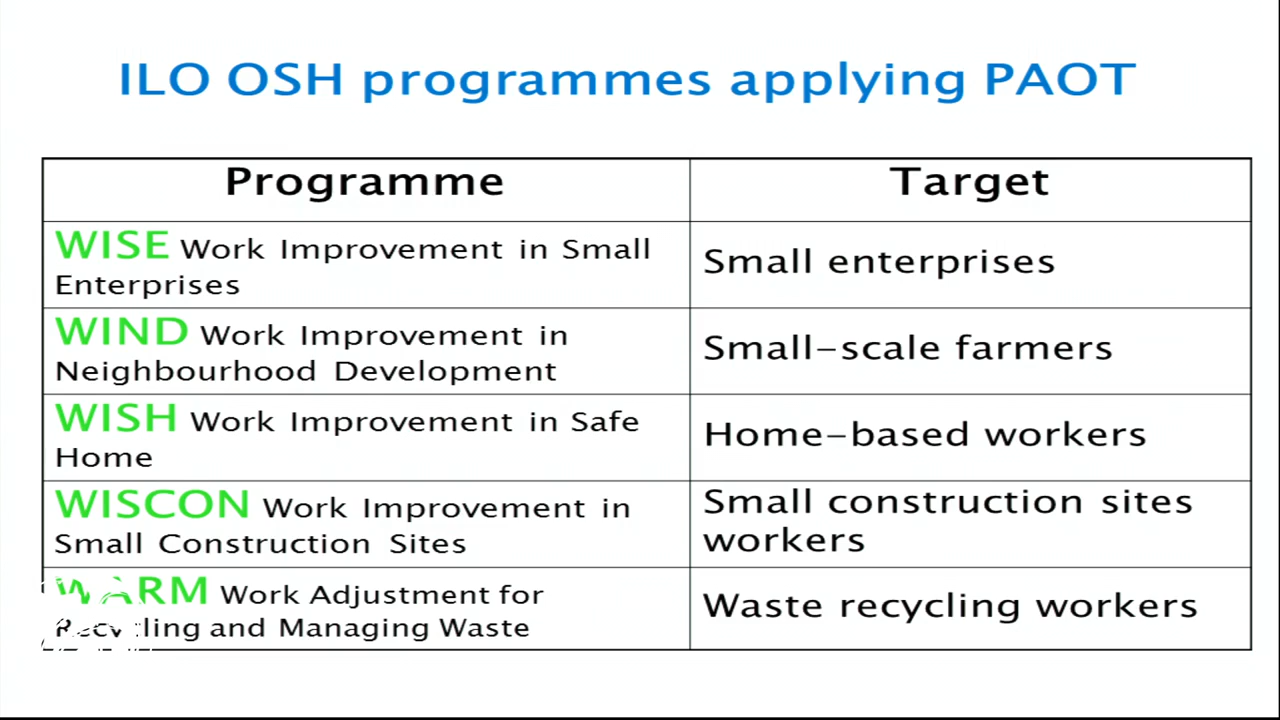 ILO OSH programmes applying PAOT
Programme
Target
WISE Work Improvement in Small
Enterprises
Small enterprises
WIND Work Improvement in
Neighbourhood Development
Small-scale farmers
WISH Work Improvement in Safe
Home
Home-based workers
WISCON Work Improvement in
Small Construction Sites
Small construction sites
workers
WARM Work Adjustment for
Recycling and Managing Waste
Waste recycling workers